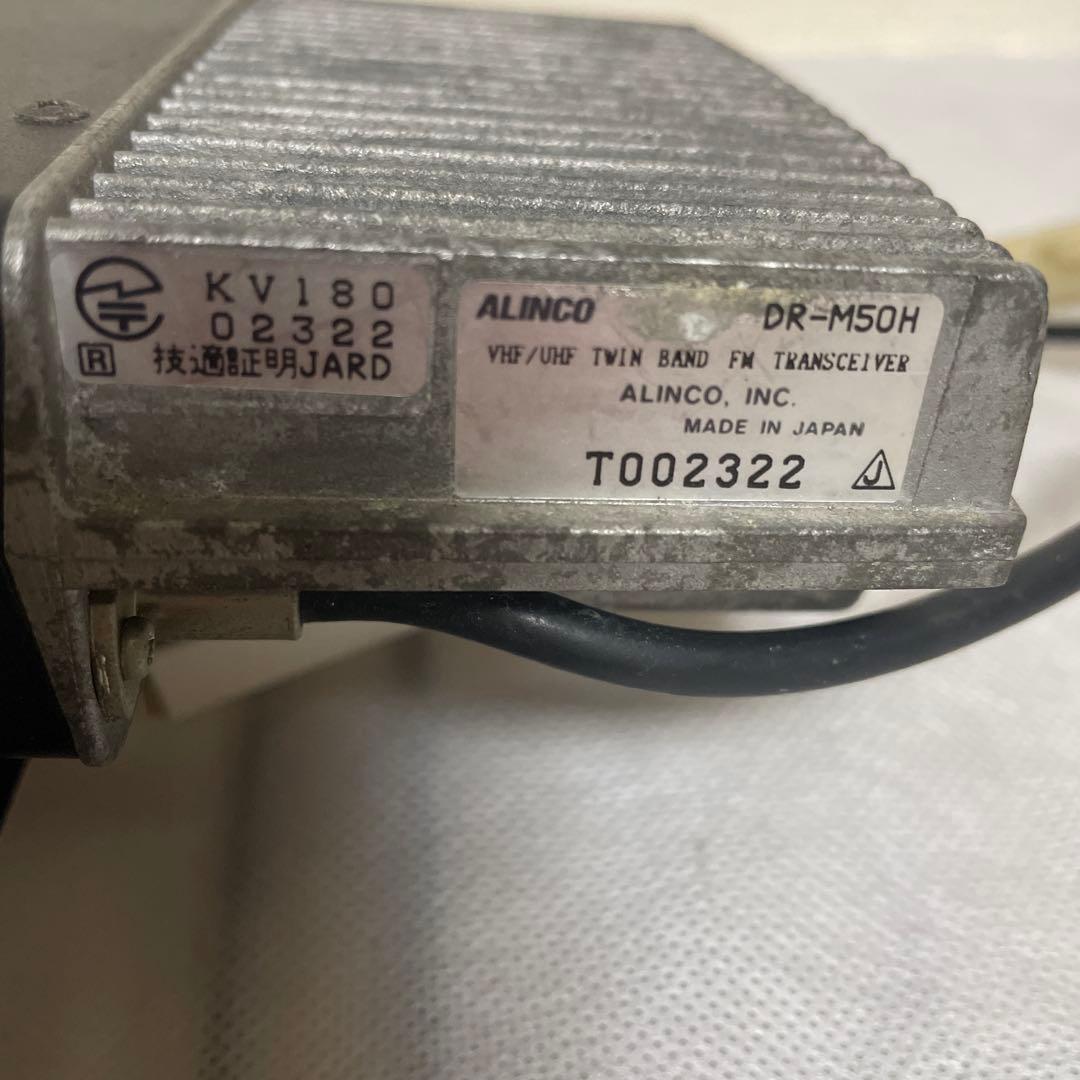 KV180
02322
R 技適証明JARD
ALINCO DR-M50H
VHF/UHF TWIN BAND FM TRANSCEIVER
ALINCO, INC.
MADE IN JAPAN
T002322 J